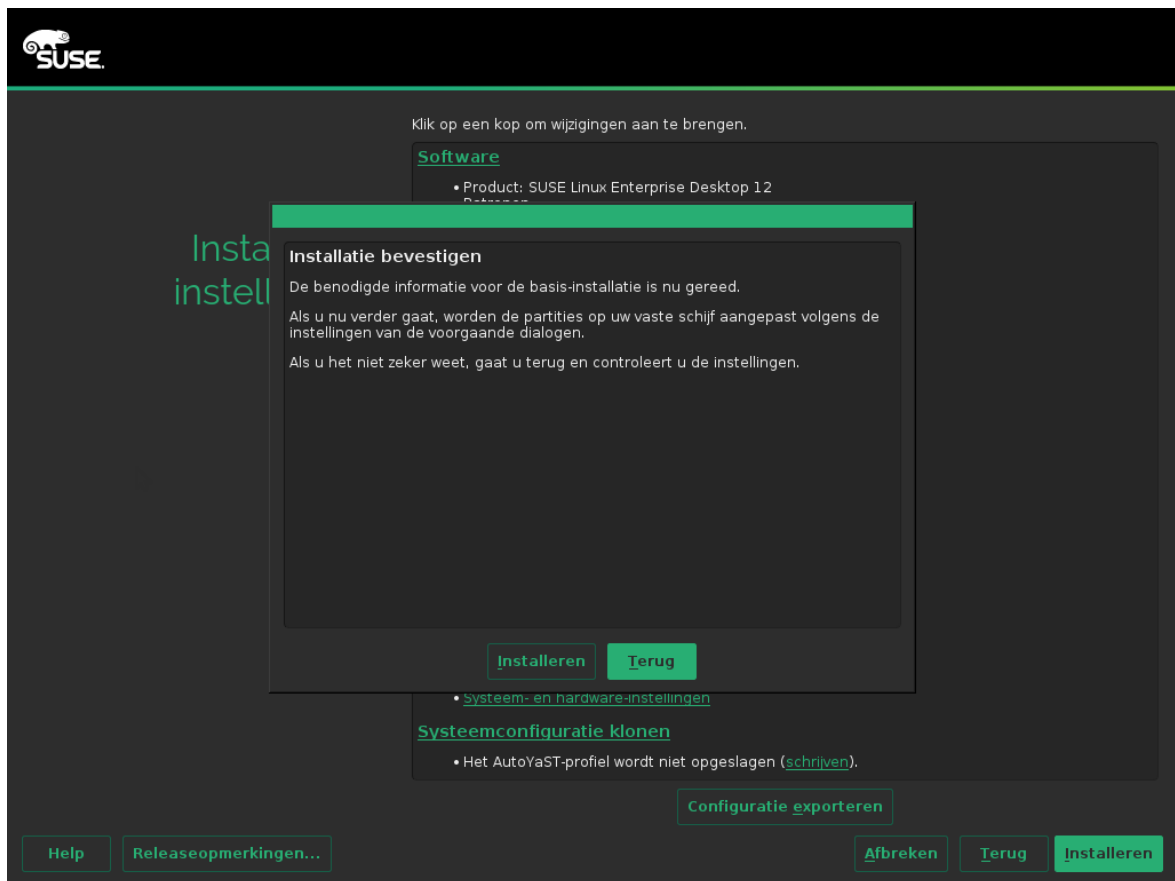 SUSE.
Klik op een kop om wijzigingen aan te brengen.
Software
• Product: SUSE Linux Enterprise Desktop 12
Insta
instell
Installatie bevestigen
De benodigde informatie voor de basis-installatie is nu gereed.
Als u nu verder gaat, worden de partities op uw vaste schijf aangepast volgens de
instellingen van de voorgaande dialogen.
Als u het niet zeker weet, gaat u terug en controleert u de instellingen.
Installeren
Terug
• Systeem- en hardware-instellingen
Systeemconfiguratie klonen
• Het AutoYaST-profiel wordt niet opgeslagen (schrijven).
Configuratie exporteren
Help
Releaseopmerkingen...
Afbreken
Terug
Installeren